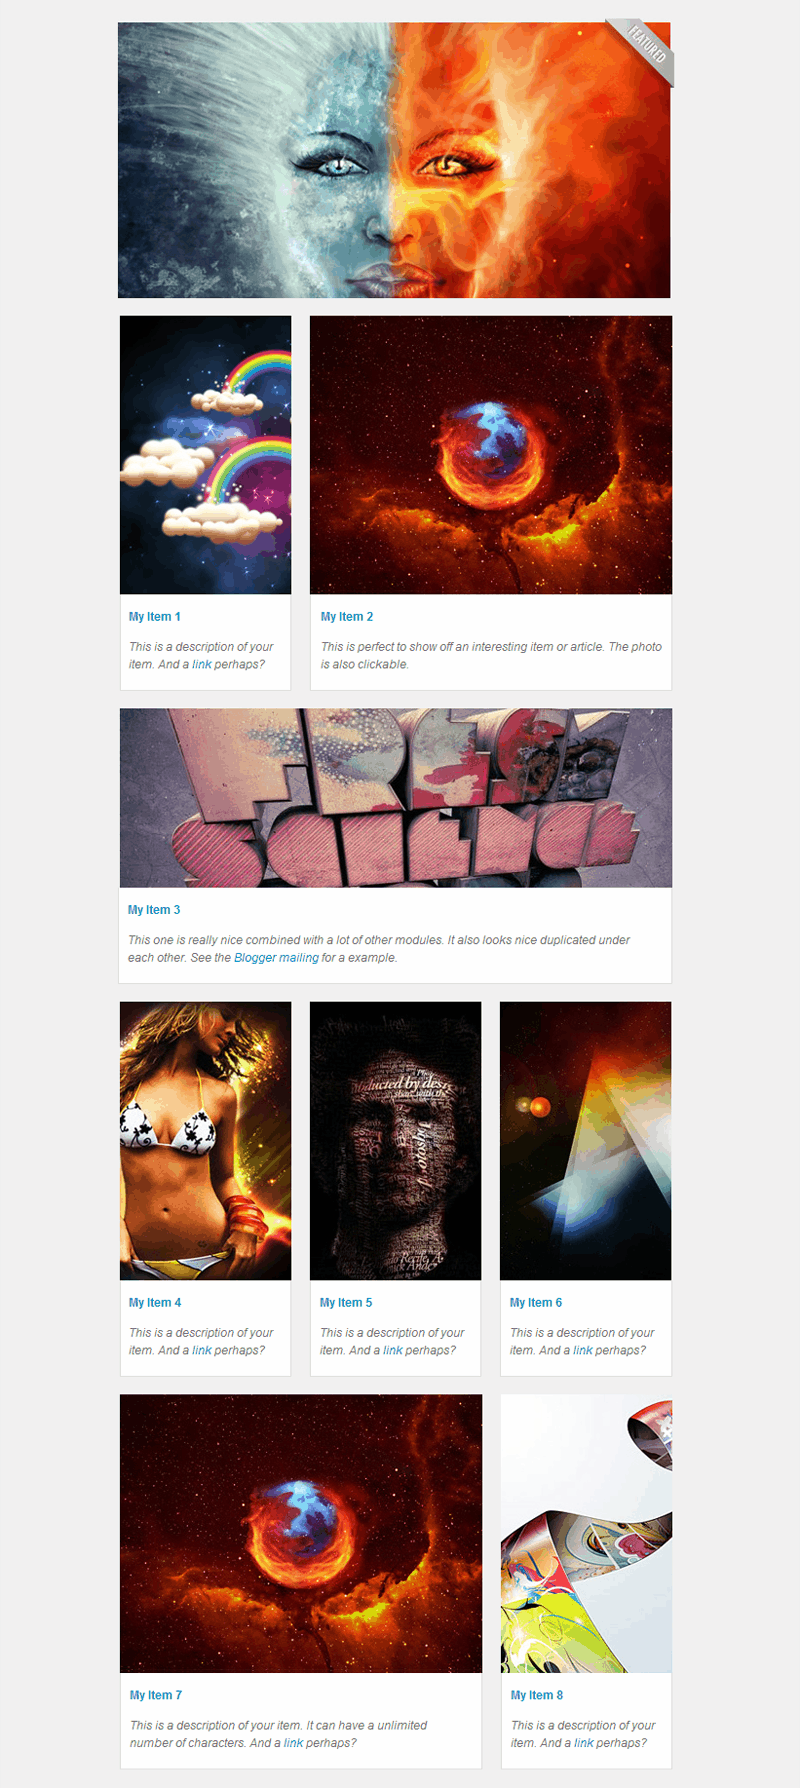 FEATURED
My Item 1
This is a description of your
item. And a link perhaps?
My Item 2
This is perfect to show off an interesting item or article. The photo
is also clickable.
FRESH
SCIENCE
My Item 3
This one is really nice combined with a lot of other modules. It also looks nice duplicated under
each other. See the Blogger mailing for a example.
My Item 4
This is a description of your
item. And a link perhaps?
My Item 5
This is a description of your
item. And a link perhaps?
My Item 6
This is a description of your
item. And a link perhaps?
My Item 7
This is a description of your item. It can have a unlimited
number of characters. And a link perhaps?
My Item 8
This is a description of your
item. And a link perhaps?